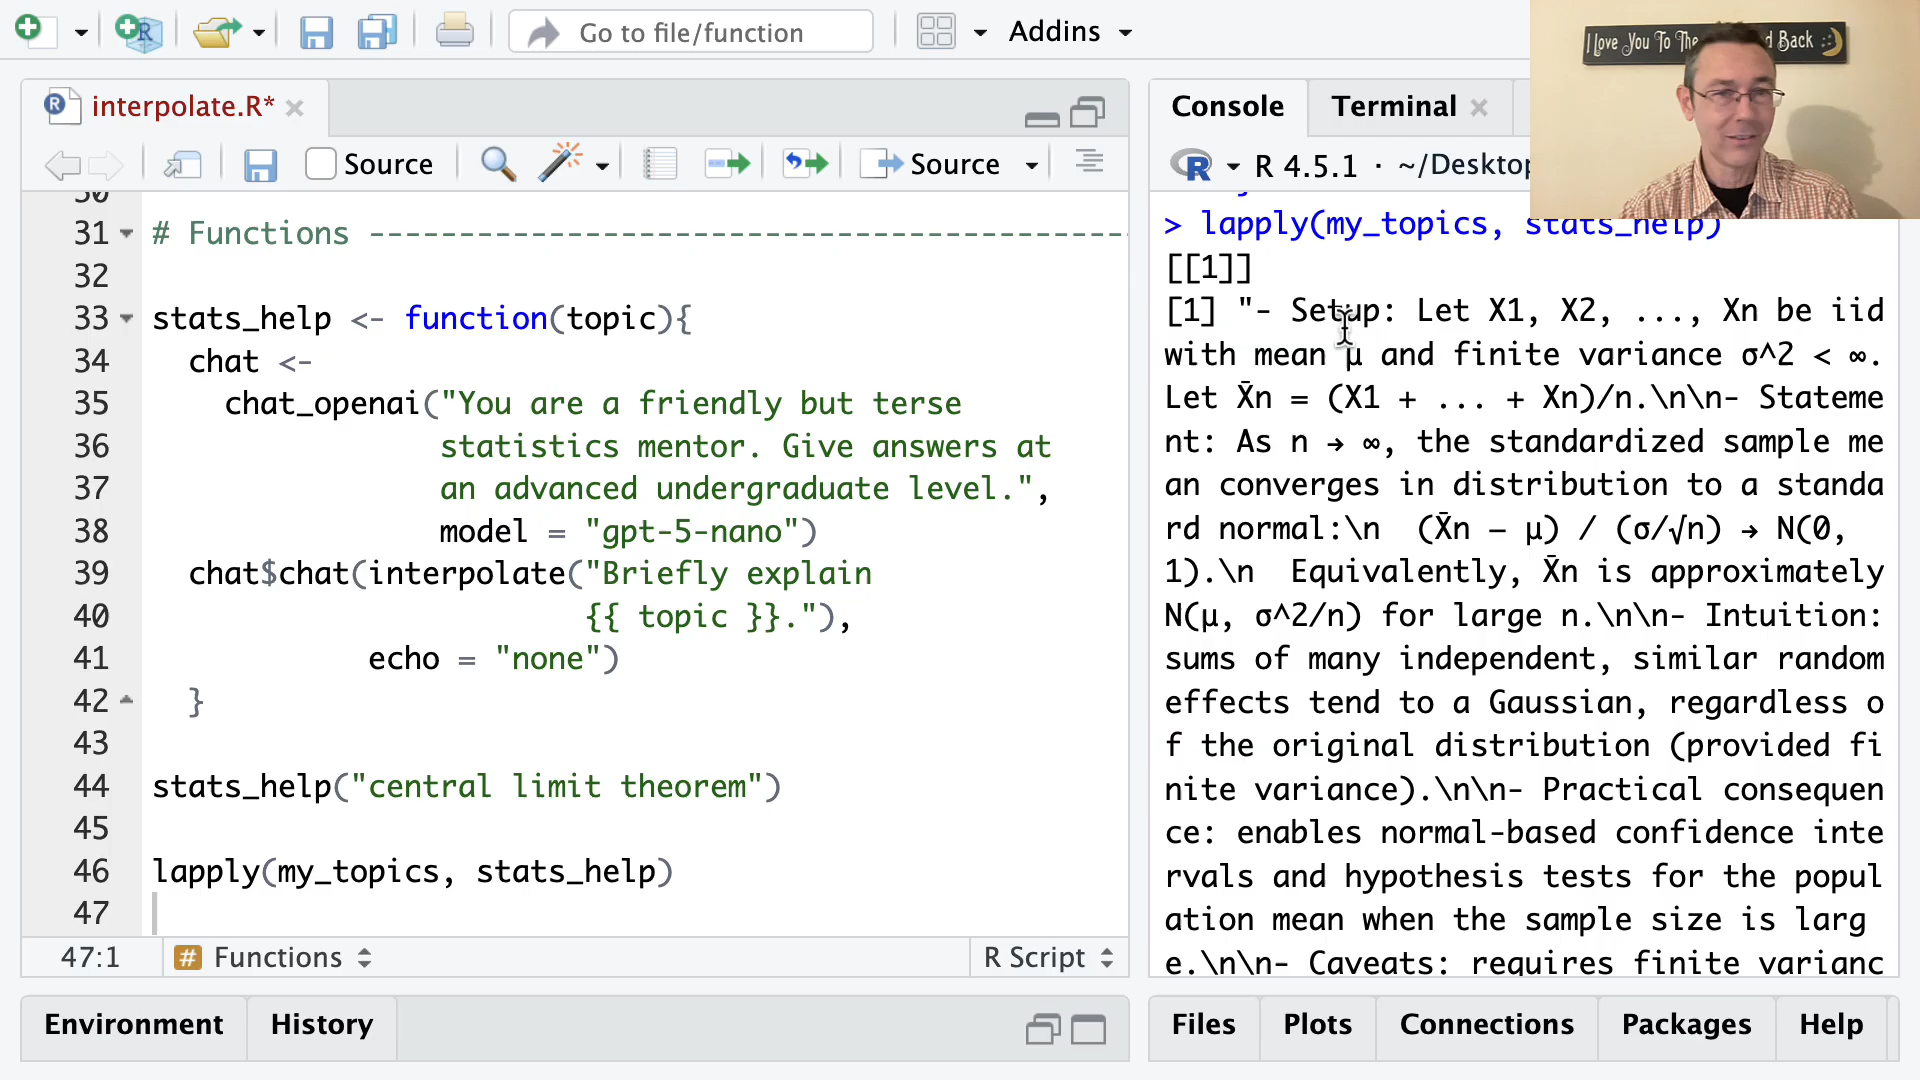 Go to file/function
Addins
I Love You To The
d Back
interpolate.R*
Source
Source
Console
Terminal
R 4.5.1 · ~/Desktop
31 # Functions
32
33 stats_help <- function(topic){
34 chat <-
35 chat_openai("You are a friendly but terse
36 statistics mentor. Give answers at
37 an advanced undergraduate level.",
38 model = "gpt-5-nano")
39 chat$chat(interpolate("Briefly explain
40 {{ topic }}."),
41 echo = "none")
42 }
43
44 stats_help("central limit theorem")
45
46 lapply(my_topics, stats_help)
47
47:1
# Functions
R Script
> lapply(my_topics, stats_help)
[[1]]
[1] "- Setup: Let X1, X2, ..., Xn be iid
with mean μ and finite variance σ^2 < ∞.
Let X̄n = (X1 + ... + Xn)/n.\n\n- Stateme
nt: As n → ∞, the standardized sample me
an converges in distribution to a standa
rd normal:\n  (X̄n − μ) / (σ/√n) → N(0,
1).\n  Equivalently, X̄n is approximately
N(μ, σ^2/n) for large n.\n\n- Intuition:
sums of many independent, similar random
effects tend to a Gaussian, regardless o
f the original distribution (provided fi
nite variance).\n\n- Practical consequen
ce: enables normal-based confidence inte
rvals and hypothesis tests for the popul
ation mean when the sample size is larg
e.\n\n- Caveats: requires finite varianc
Environment
History
Files
Plots
Connections
Packages
Help